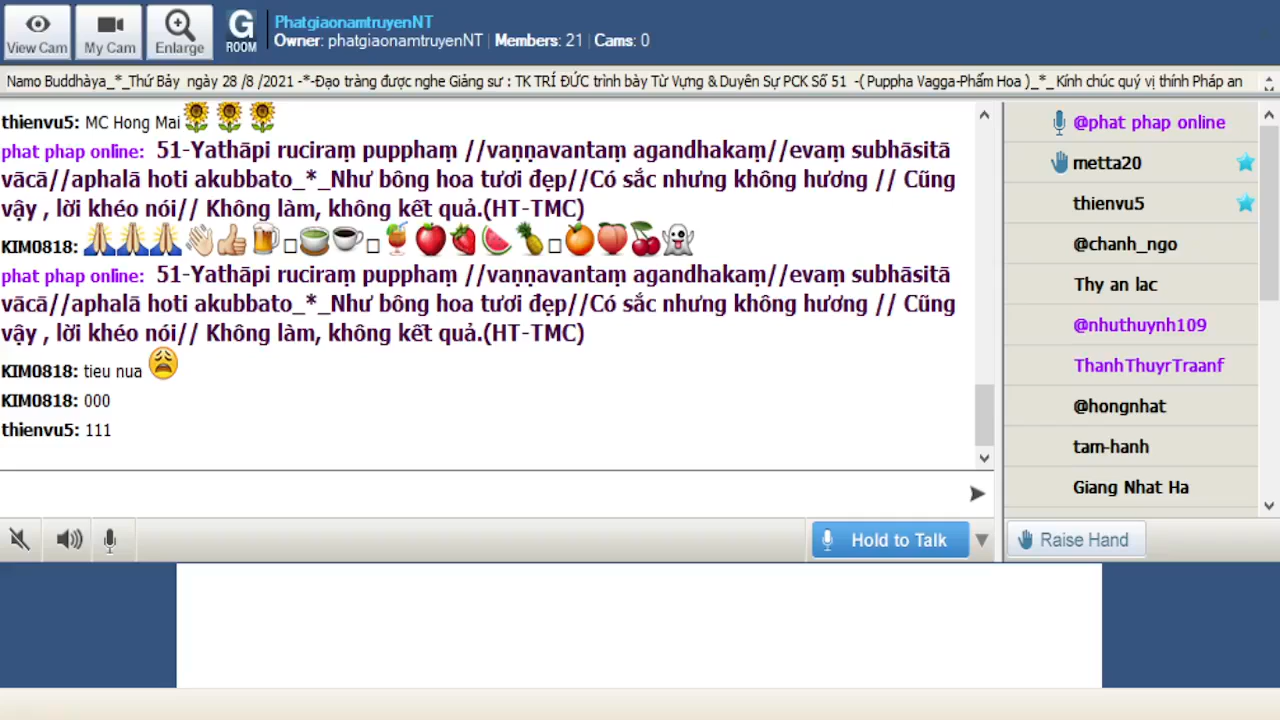 View Cam
My Cam
Enlarge
G
ROOM
PhatgiaonamtruyenNT
Owner: phatgiaonamtruyenNT | Members: 21 | Cams: 0
Namo Buddhàya_*_Thứ Bảy ngày 28 /8 /2021 -*-Đạo tràng được nghe Giảng sư : TK TRÍ ĐỨC trình bày Từ Vựng & Duyên Sự PCK Số 51 -( Puppha Vagga-Phẩm Hoa )_*_ Kính chúc quý vị thính Pháp an
thienvu5: MC Hong Mai🌻🌻🌻
phat phap online: 51-Yathāpi ruciraṃ pupphaṃ //vaṇṇavantaṃ agandhakaṃ//evaṃ subhāsitā
vācā//aphalā hoti akubbato_*_Như bông hoa tươi đẹp//Có sắc nhưng không hương // Cũng
vậy , lời khéo nói// Không làm, không kết quả.(HT-TMC)
KIM0818: 🙏🙏🙏👋👍🍺□🍵☕□🍹🍎🍓🍉🍍□🍊🍑🍒👻
phat phap online: 51-Yathāpi ruciraṃ pupphaṃ //vaṇṇavantaṃ agandhakaṃ//evaṃ subhāsitā
vācā//aphalā hoti akubbato_*_Như bông hoa tươi đẹp//Có sắc nhưng không hương // Cũng
vậy , lời khéo nói// Không làm, không kết quả.(HT-TMC)
KIM0818: tieu nua 😩
KIM0818: 000
thienvu5: 111
@phat phap online
metta20
thienvu5
@chanh_ngo
Thy an lac
@nhuthuynh109
ThanhThuyrTraanf
@hongnhat
tam-hanh
Giang Nhat Ha
Hold to Talk
Raise Hand